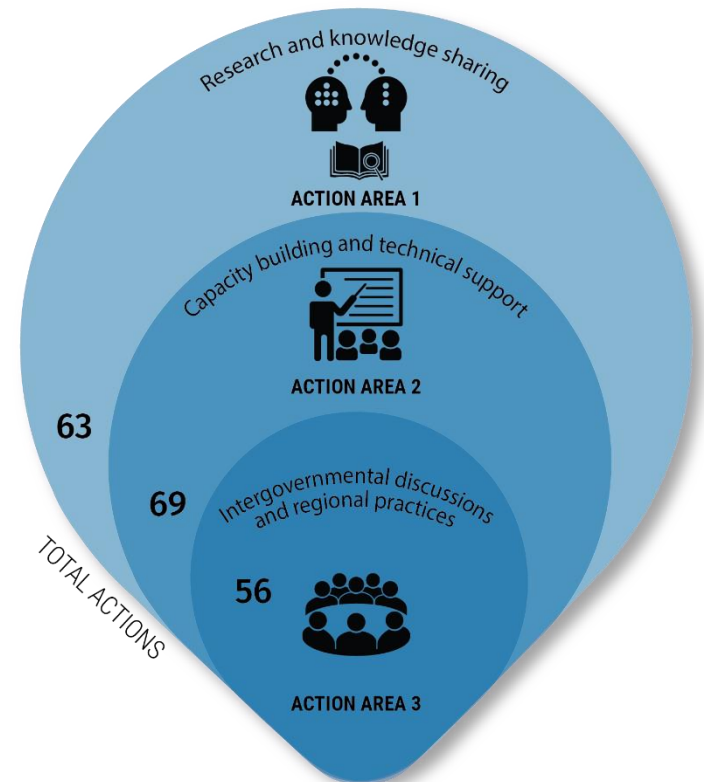 Research and knowledge sharing
ACTION AREA 1
Capacity building and technical support
ACTION AREA 2
63
Intergovernmental discussions
and regional practices
69
56
TOTAL ACTIONS
ACTION AREA 3